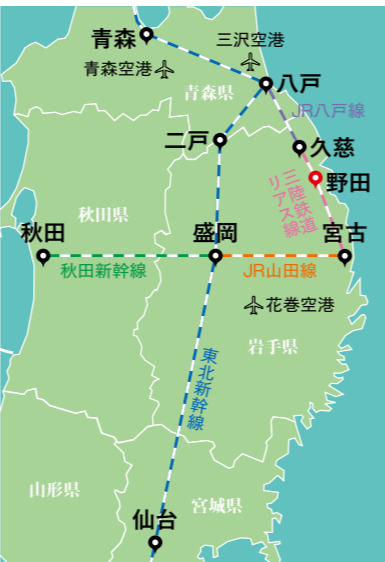 青森
三沢空港
青森空港
八戸
青森県
JR八戸線
二戸
久慈
野田
三陸鉄道
リアス線
秋田県
秋田
盛岡
宮古
秋田新幹線
JR山田線
花巻空港
岩手県
東北新幹線
山形県
宮城県
仙台